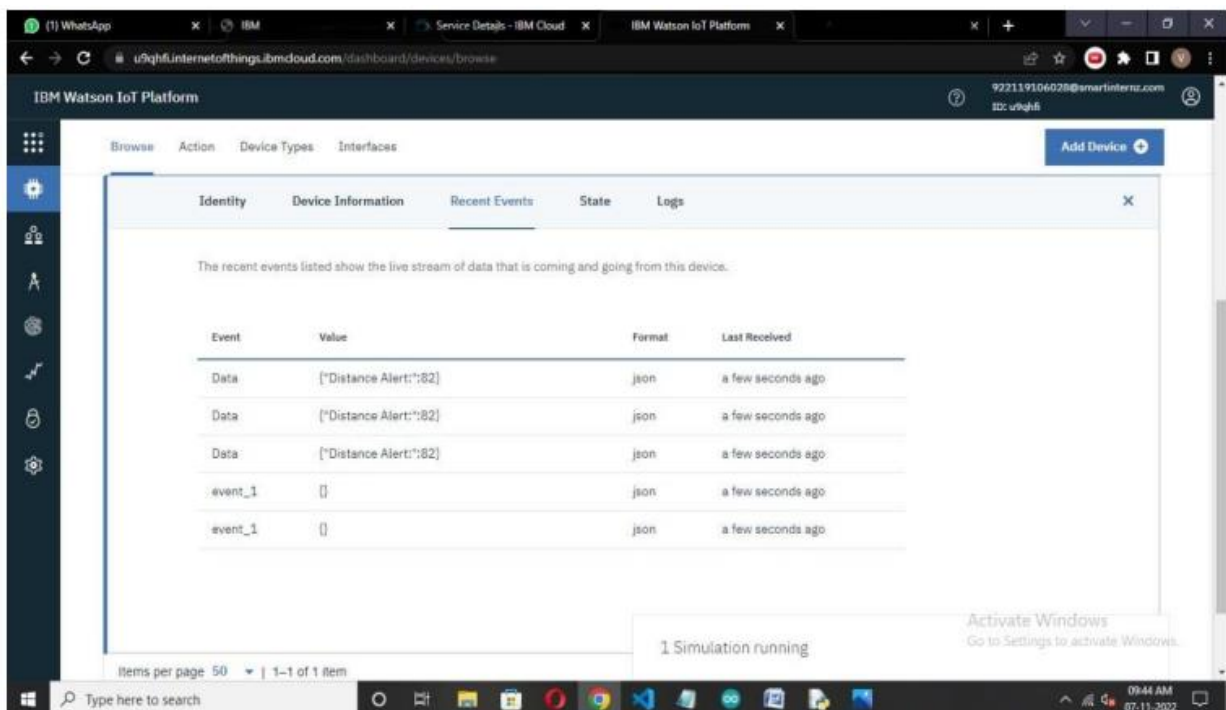 (1) WhatsApp
IBM
Service Details - IBM Cloud
IBM Watson IoT Platform
u9qhfi.internetofthings.ibmcloud.com/dashboard/devices/browse
V
IBM Watson IoT Platform
922119106028@smartinternz.com
ID: u9qhfi
Browse Action Device Types Interfaces
Add Device
Identity Device Information Recent Events State Logs
The recent events listed show the live stream of data that is coming and going from this device.
Event Value Format Last Received
Data {"Distance Alert:":82} json a few seconds ago
Data {"Distance Alert:":82} json a few seconds ago
Data {"Distance Alert:":82} json a few seconds ago
event_1 {} json a few seconds ago
event_1 {} json a few seconds ago
1 Simulation running
Activate Windows
Go to Settings to activate Windows.
Items per page 50 | 1–1 of 1 item
Type here to search
09:44 AM
07-11-2022